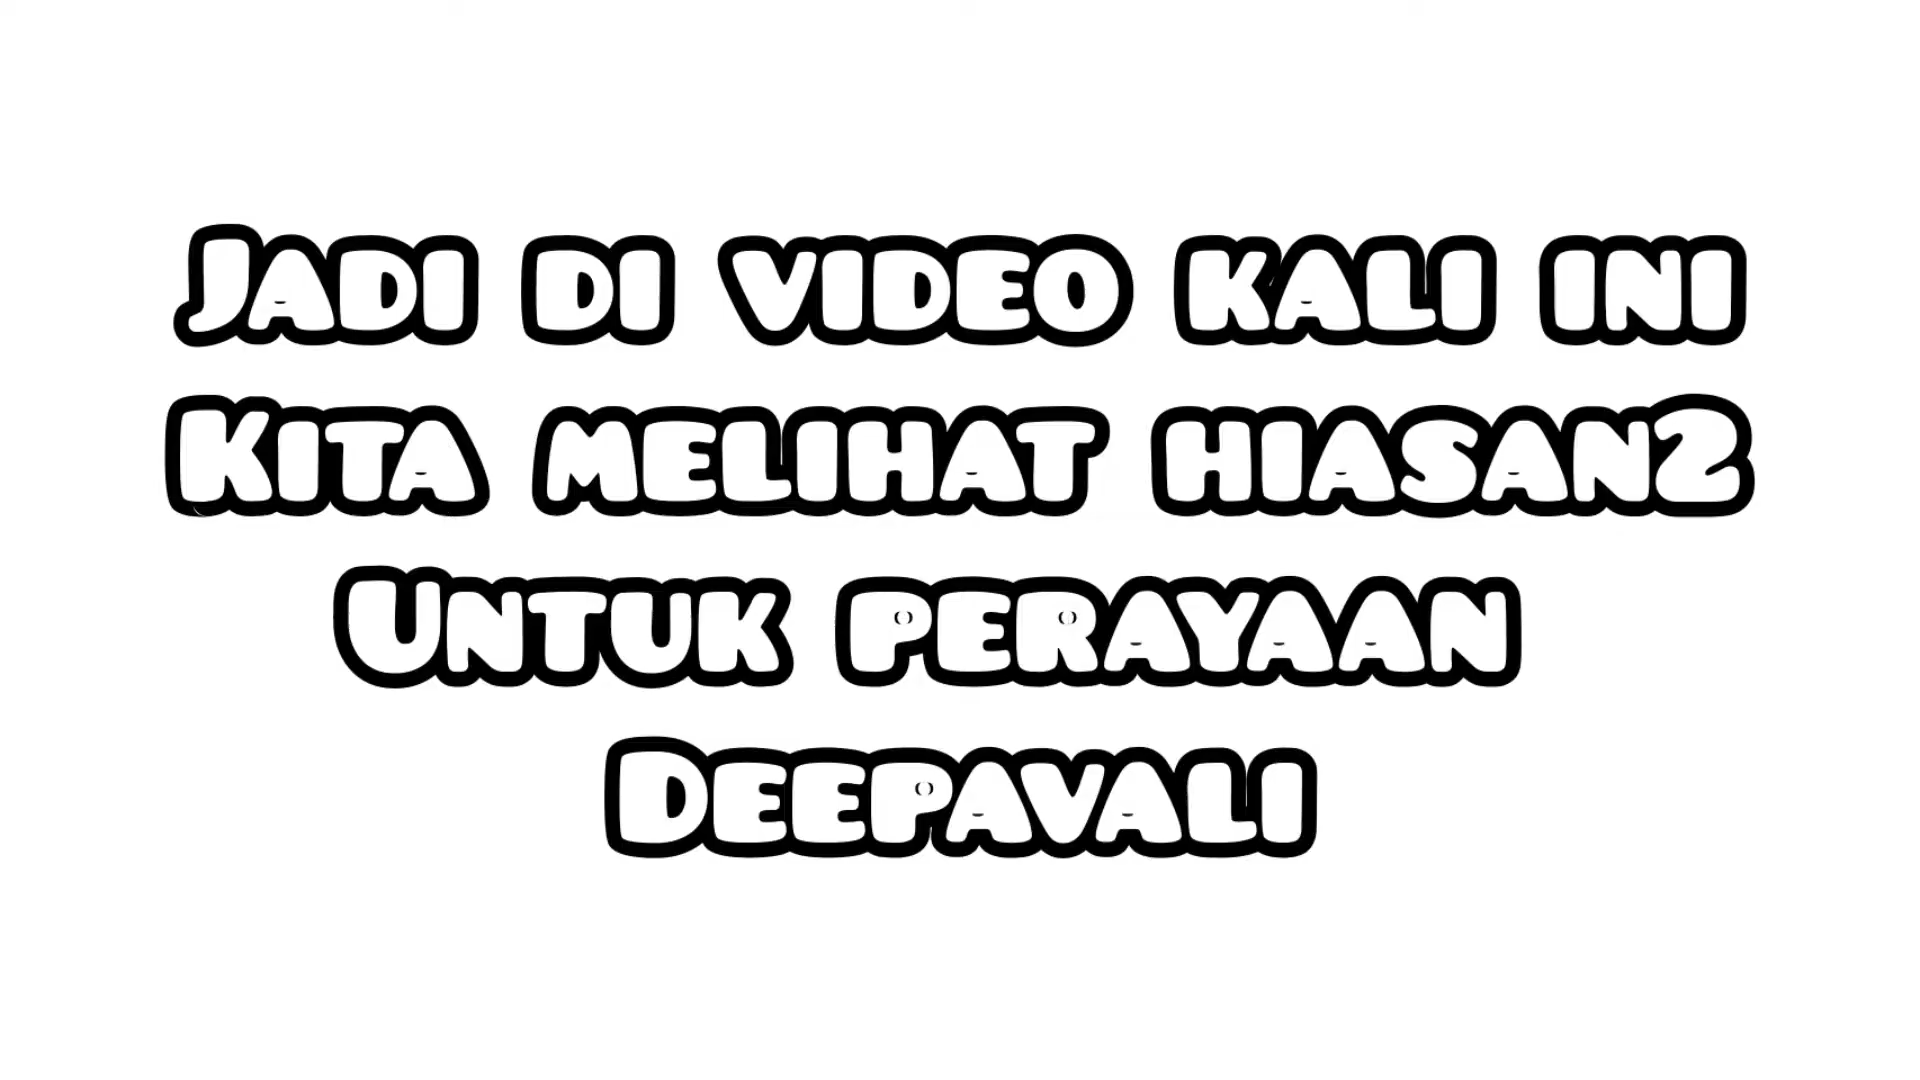 Jadi di video kali ini
Kita melihat hiasan2
Untuk perayaan
Deepavali